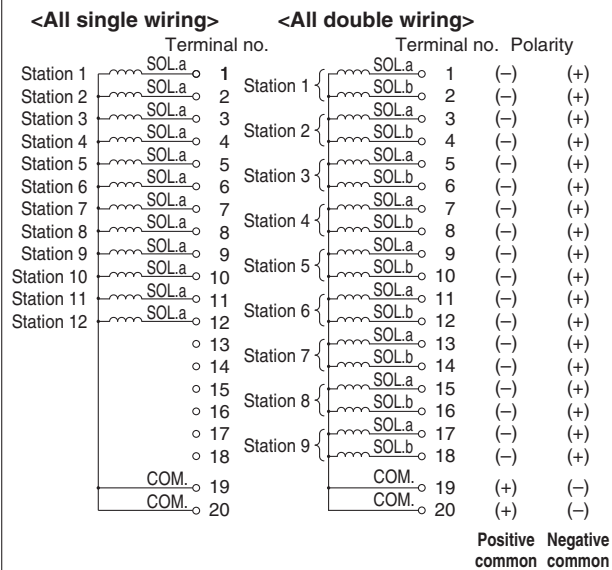 <All single wiring> <All double wiring>
Terminal no. Terminal no. Polarity
Station 1 SOL.a 1 Station 1 SOL.a 1 (–) (+)
Station 2 SOL.a 2 SOL.b 2 (–) (+)
Station 3 SOL.a 3 Station 2 SOL.a 3 (–) (+)
Station 4 SOL.a 4 SOL.b 4 (–) (+)
Station 5 SOL.a 5 Station 3 SOL.a 5 (–) (+)
Station 6 SOL.a 6 SOL.b 6 (–) (+)
Station 7 SOL.a 7 Station 4 SOL.a 7 (–) (+)
Station 8 SOL.a 8 SOL.b 8 (–) (+)
Station 9 SOL.a 9 Station 5 SOL.a 9 (–) (+)
Station 10 SOL.a 10 SOL.b 10 (–) (+)
Station 11 SOL.a 11 Station 6 SOL.a 11 (–) (+)
Station 12 SOL.a 12 SOL.b 12 (–) (+)
13 Station 7 SOL.a 13 (–) (+)
14 SOL.b 14 (–) (+)
15 Station 8 SOL.a 15 (–) (+)
16 SOL.b 16 (–) (+)
17 Station 9 SOL.a 17 (–) (+)
18 SOL.b 18 (–) (+)
COM. 19 COM. 19 (+) (–)
COM. 20 COM. 20 (+) (–)
Positive Negative
common common